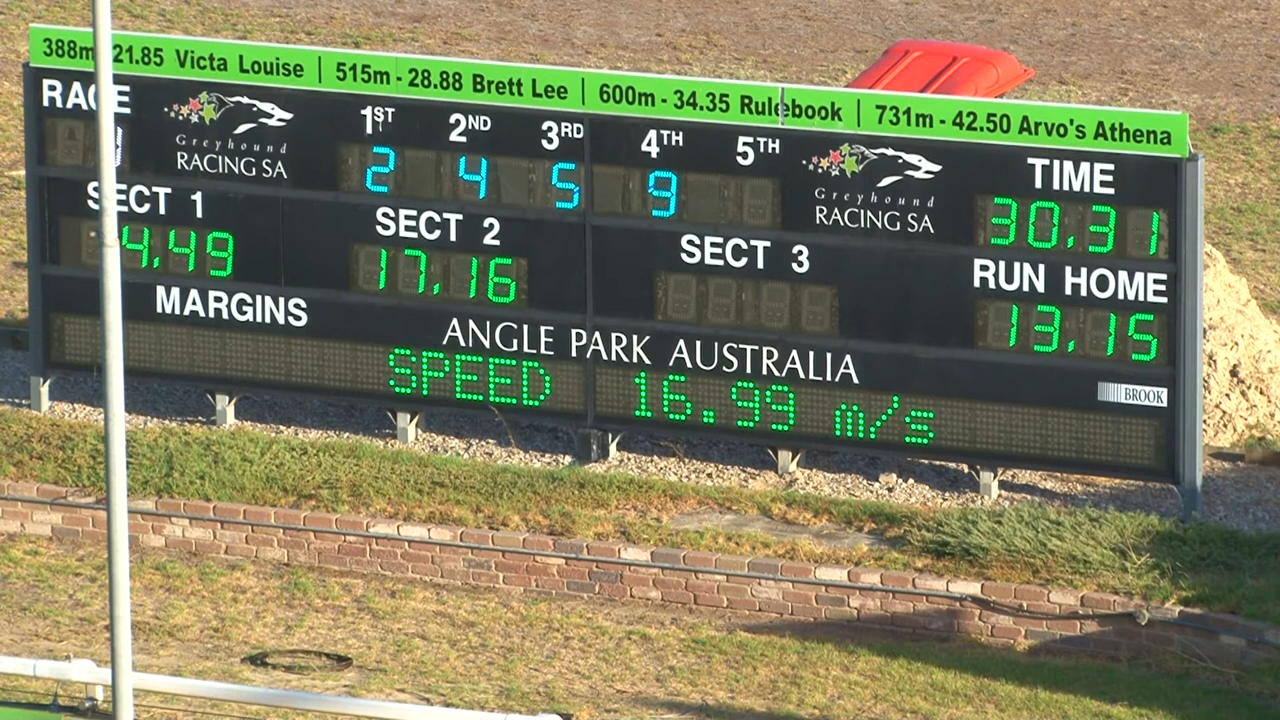 388m 21.85 Victa Louise | 515m - 28.88 Brett Lee | 600m - 34.35 Rulebook | 731m - 42.50 Arvo's Athena
RACE
Greyhound
RACING SA
1ST 2ND 3RD 4TH 5TH
2 4 5 9
Greyhound
RACING SA
TIME
30.31
SECT 1
4.49
SECT 2
17.16
SECT 3
RUN HOME
13.15
MARGINS
ANGLE PARK AUSTRALIA
BROOK
SPEED 16.99 m/s